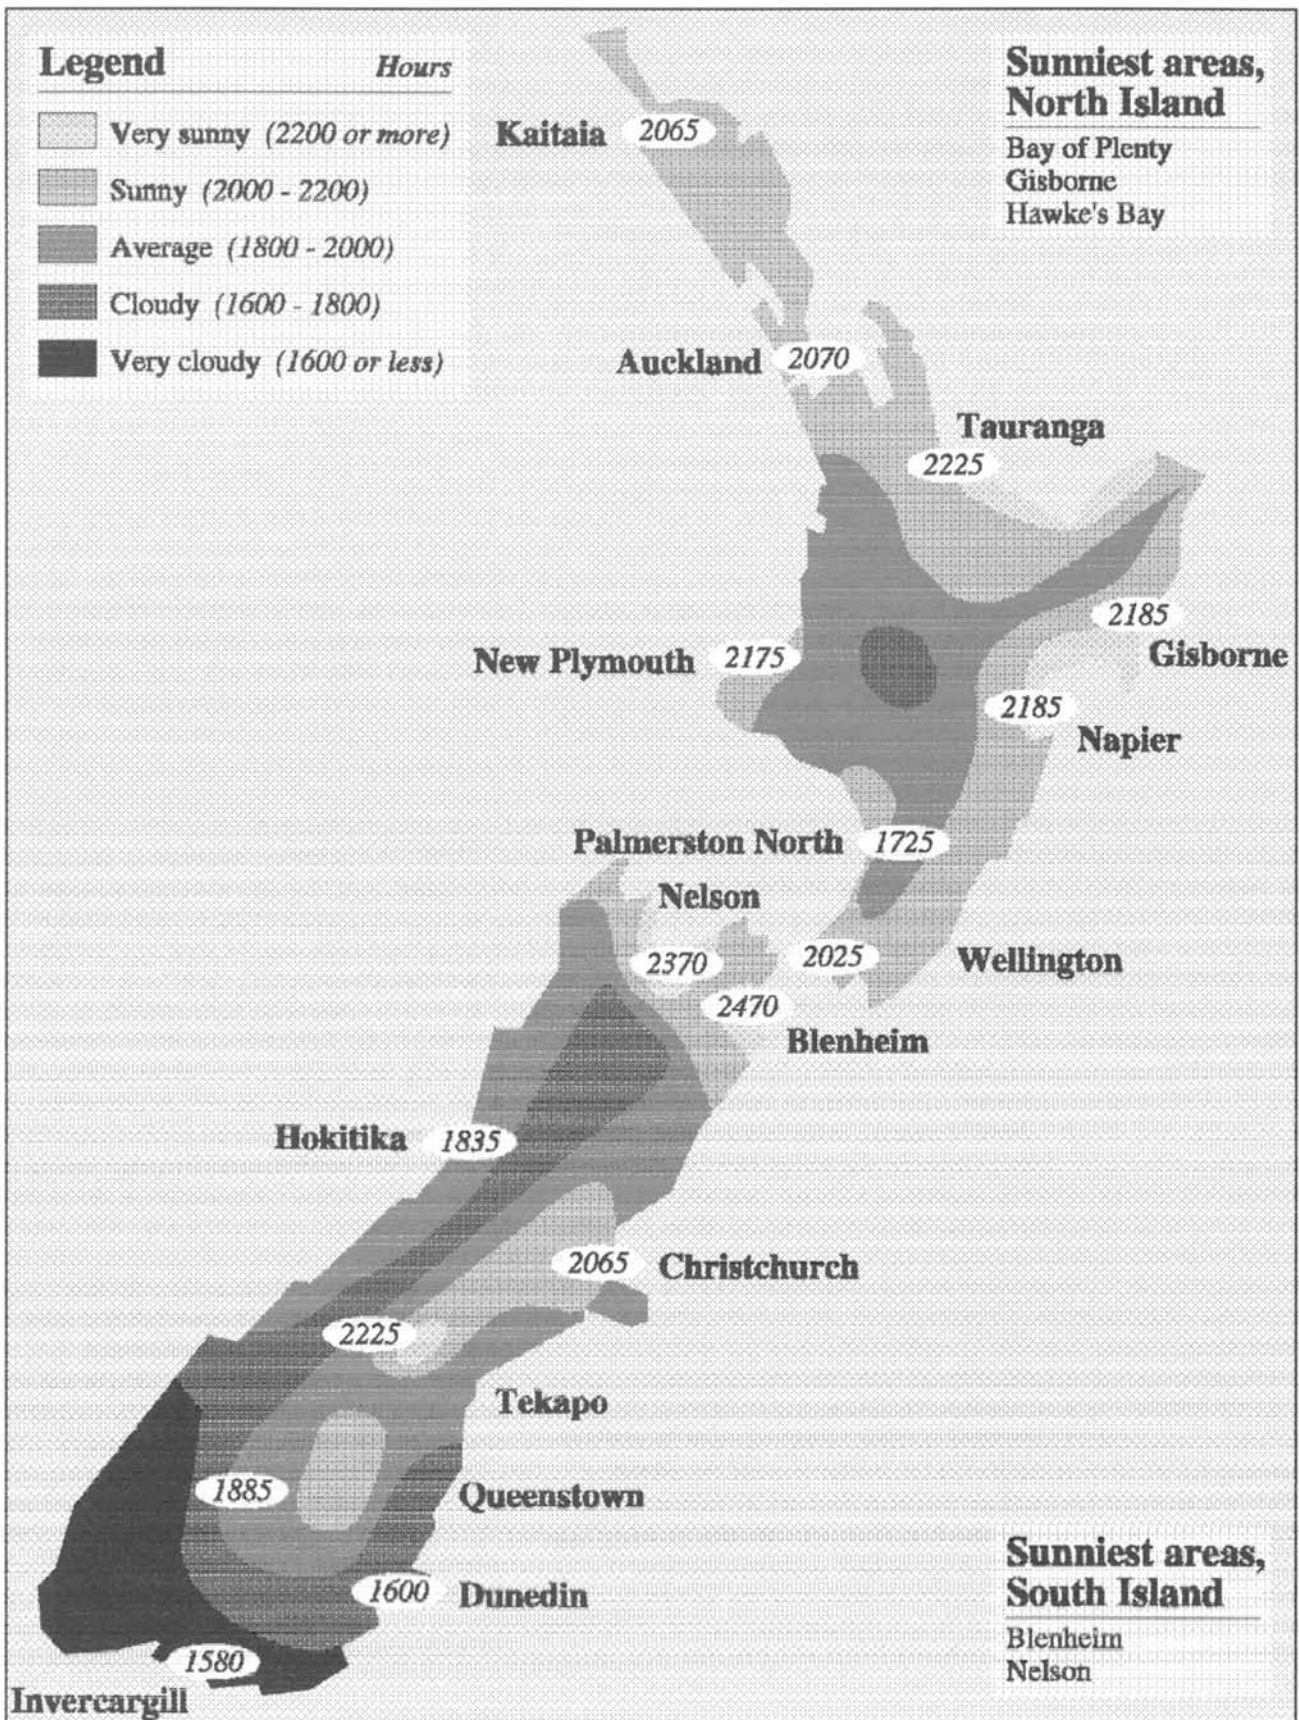 Legend Hours
Very sunny (2200 or more)
Sunny (2000 - 2200)
Average (1800 - 2000)
Cloudy (1600 - 1800)
Very cloudy (1600 or less)
Sunniest areas,
North Island
Bay of Plenty
Gisborne
Hawke's Bay
Kaitaia 2065
Auckland 2070
Tauranga
2225
2185
Gisborne
New Plymouth 2175
2185
Napier
Palmerston North 1725
Nelson
2370
2025 Wellington
2470
Blenheim
Hokitika 1835
2065 Christchurch
2225
Tekapo
1885 Queenstown
1600 Dunedin
1580
Invercargill
Sunniest areas,
South Island
Blenheim
Nelson